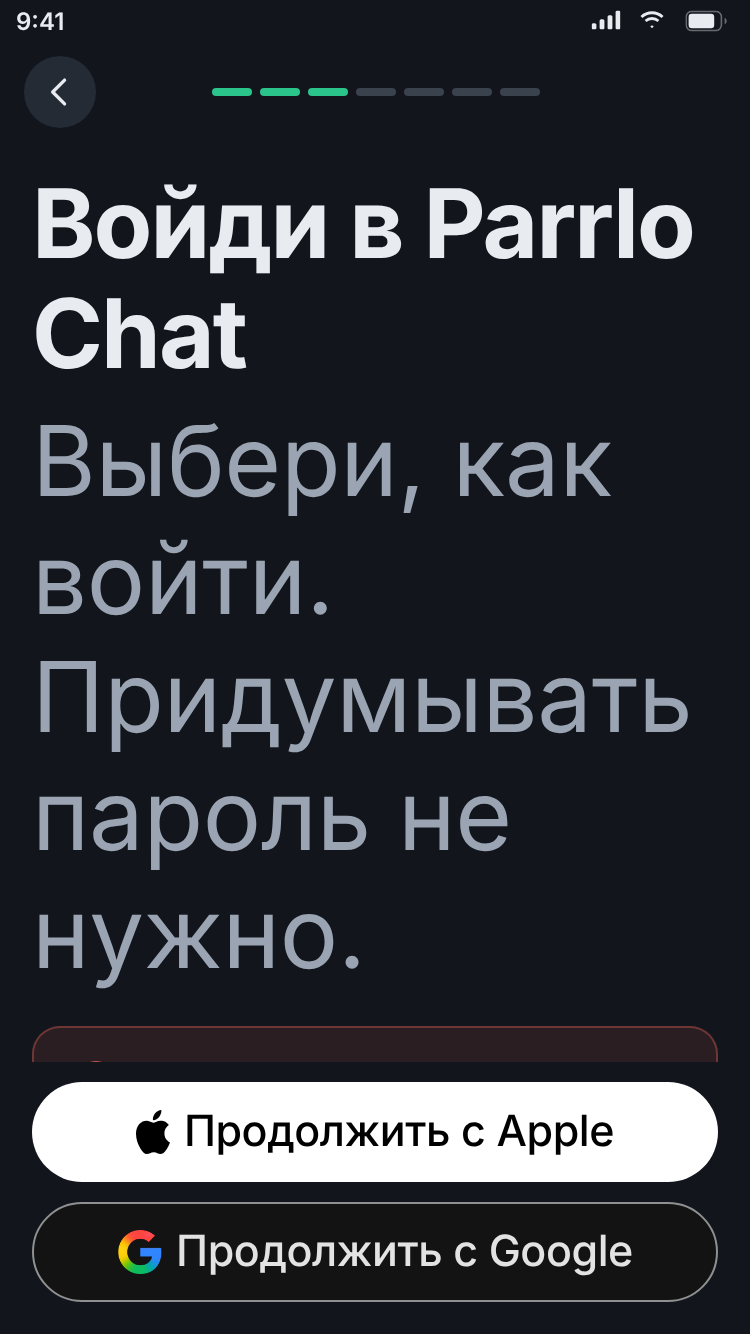 9:41
Войди в Parrlo
Chat
Выбери, как
войти.
Придумывать
пароль не
нужно.
Продолжить с Apple
Продолжить с Google